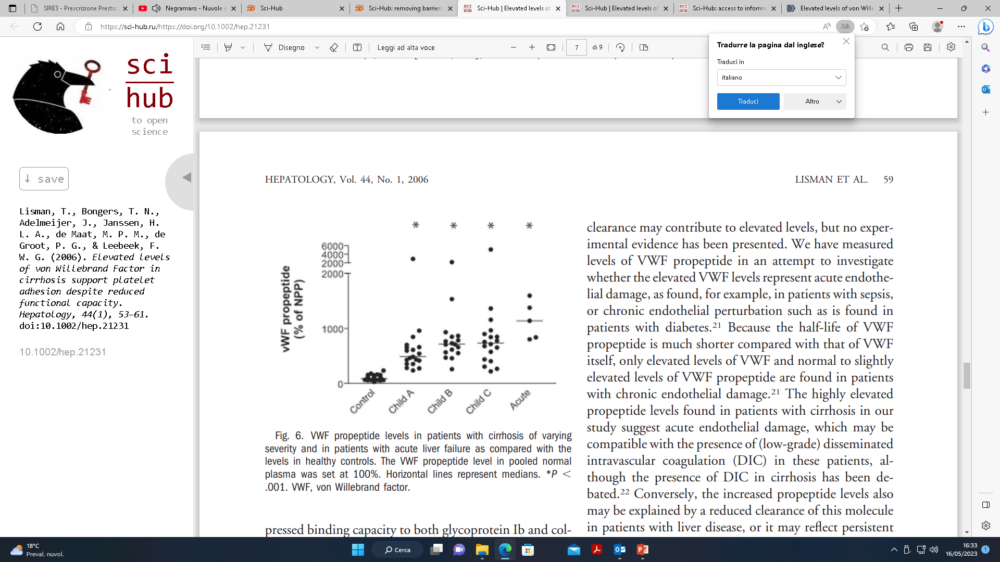 SIRE3 - Prescrizione Prestaz
Negramaro - Nuvole e
Sci-Hub
Sci-Hub: removing barriers
Sci-Hub | Elevated levels of
Sci-Hub | Elevated levels of
Sci-Hub: access to informa
Elevated levels of von Wille
https://sci-hub.ru/https://doi.org/10.1002/hep.21231
Disegno
Leggi ad alta voce
7
di 9
Tradurre la pagina dal inglese?
Traduci in
italiano
Traduci
Altro
sci
hub
to open
science
↓ save
Lisman, T., Bongers, T. N.,
Adelmeijer, J., Janssen, H.
L. A., de Maat, M. P. M., de
Groot, P. G., & Leebeek, F.
W. G. (2006). Elevated levels
of von Willebrand Factor in
cirrhosis support platelet
adhesion despite reduced
functional capacity.
Hepatology, 44(1), 53–61.
doi:10.1002/hep.21231
10.1002/hep.21231
HEPATOLOGY, Vol. 44, No. 1, 2006
LISMAN ET AL. 59
* * * *
6000
4000
2000
2000
1000
0
vWF propeptide
(% of NPP)
Control
Child A
Child B
Child C
Acute
Fig. 6. VWF propeptide levels in patients with cirrhosis of varying
severity and in patients with acute liver failure as compared with the
levels in healthy controls. The VWF propeptide level in pooled normal
plasma was set at 100%. Horizontal lines represent medians. *P <
.001. VWF, von Willebrand factor.
pressed binding capacity to both glycoprotein Ib and col-
clearance may contribute to elevated levels, but no exper-
imental evidence has been presented. We have measured
levels of VWF propeptide in an attempt to investigate
whether the elevated VWF levels represent acute endothe-
lial damage, as found, for example, in patients with sepsis,
or chronic endothelial perturbation such as is found in
patients with diabetes.²¹ Because the half-life of VWF
propeptide is much shorter compared with that of VWF
itself, only elevated levels of VWF and normal to slightly
elevated levels of VWF propeptide are found in patients
with chronic endothelial damage.²¹ The highly elevated
propeptide levels found in patients with cirrhosis in our
study suggest acute endothelial damage, which may be
compatible with the presence of (low-grade) disseminated
intravascular coagulation (DIC) in these patients, al-
though the presence of DIC in cirrhosis has been de-
bated.²² Conversely, the increased propeptide levels also
may be explained by a reduced clearance of this molecule
in patients with liver disease, or it may reflect persistent
18°C
Preval. nuvol.
Cerca
16:33
16/05/2023
1